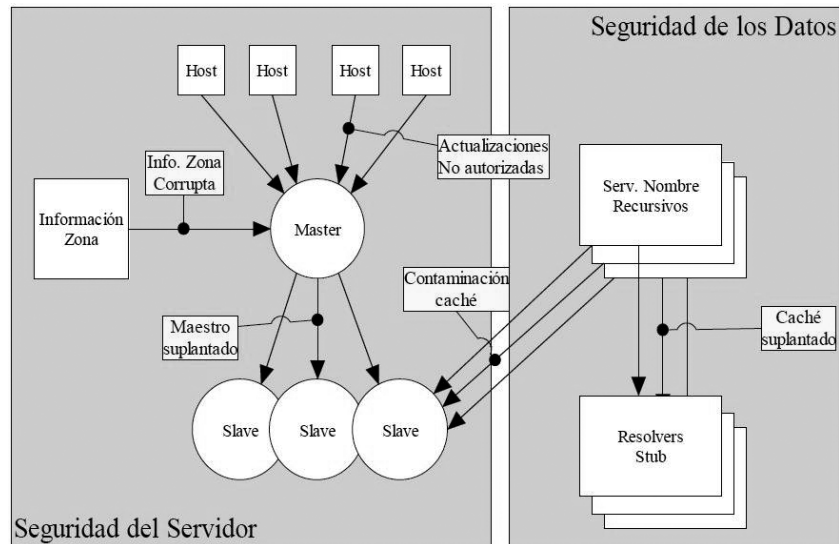 Seguridad de los Datos
Host
Host
Host
Host
Actualizaciones
No autorizadas
Info. Zona
Corrupta
Serv. Nombre
Recursivos
Información
Zona
Master
Contaminación
caché
Maestro
suplantado
Caché
suplantado
Slave
Slave
Slave
Resolvers
Stub
Seguridad del Servidor